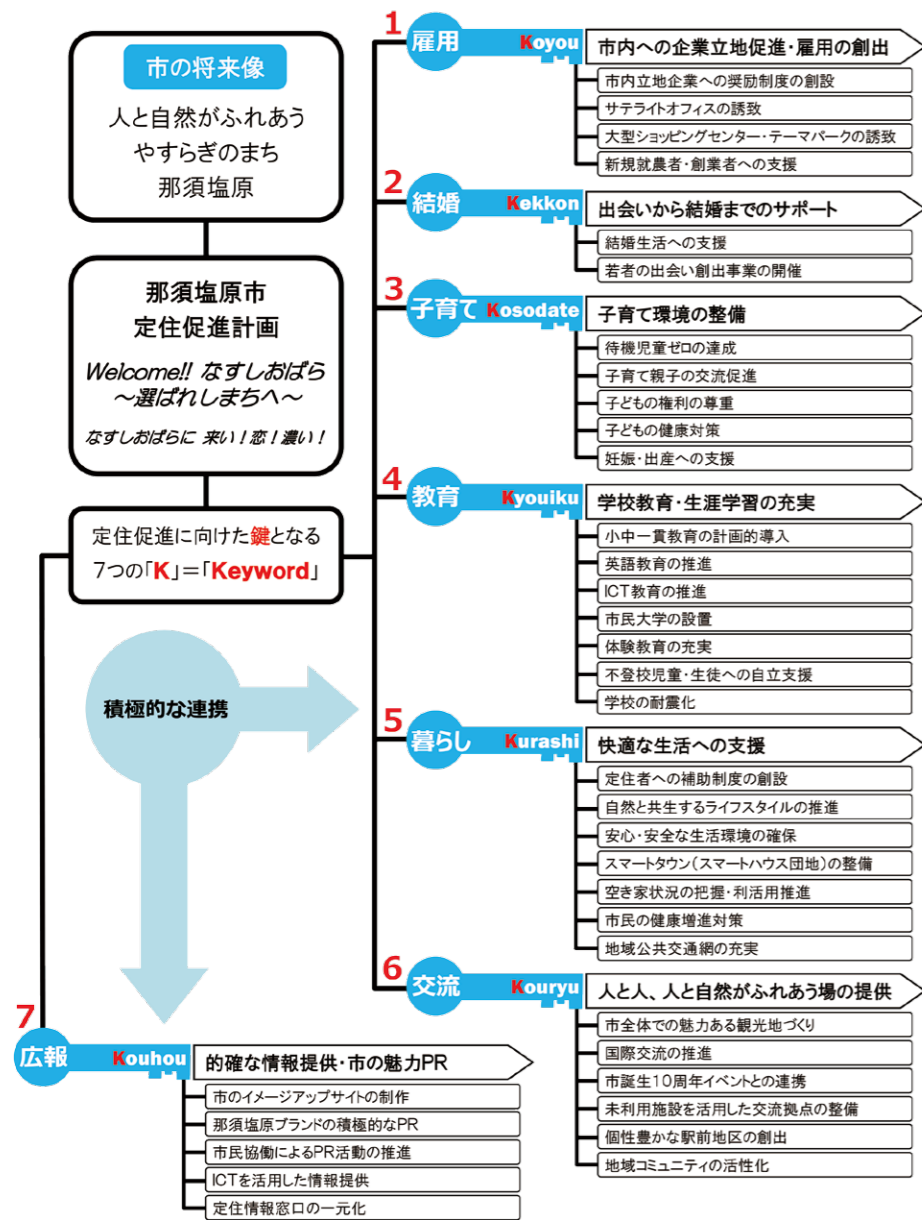 市の将来像
人と自然がふれあう
やすらぎのまち
那須塩原
那須塩原市
定住促進計画
Welcome!! なすしおばら
～選ばれしまちへ～
なすしおばらに 来い！恋！濃い！
定住促進に向けた鍵となる
7つの「K」＝「Keyword」
積極的な連携
1
雇用 Koyou 市内への企業立地促進・雇用の創出
市内立地企業への奨励制度の創設
サテライトオフィスの誘致
大型ショッピングセンター・テーマパークの誘致
新規就農者・創業者への支援
2
結婚 Kekkon 出会いから結婚までのサポート
結婚生活への支援
若者の出会い創出事業の開催
3
子育て Kosodate 子育て環境の整備
待機児童ゼロの達成
子育て親子の交流促進
子どもの権利の尊重
子どもの健康対策
妊娠・出産への支援
4
教育 Kyouiku 学校教育・生涯学習の充実
小中一貫教育の計画的導入
英語教育の推進
ICT教育の推進
市民大学の設置
体験教育の充実
不登校児童・生徒への自立支援
学校の耐震化
5
暮らし Kurashi 快適な生活への支援
定住者への補助制度の創設
自然と共生するライフスタイルの推進
安心・安全な生活環境の確保
スマートタウン（スマートハウス団地）の整備
空き家状況の把握・利活用推進
市民の健康増進対策
地域公共交通網の充実
6
交流 Kouryu 人と人、人と自然がふれあう場の提供
市全体での魅力ある観光地づくり
国際交流の推進
市誕生10周年イベントとの連携
未利用施設を活用した交流拠点の整備
個性豊かな駅前地区の創出
地域コミュニティの活性化
7
広報 Kouhou 的確な情報提供・市の魅力PR
市のイメージアップサイトの制作
那須塩原ブランドの積極的なPR
市民協働によるPR活動の推進
ICTを活用した情報提供
定住情報窓口の一元化